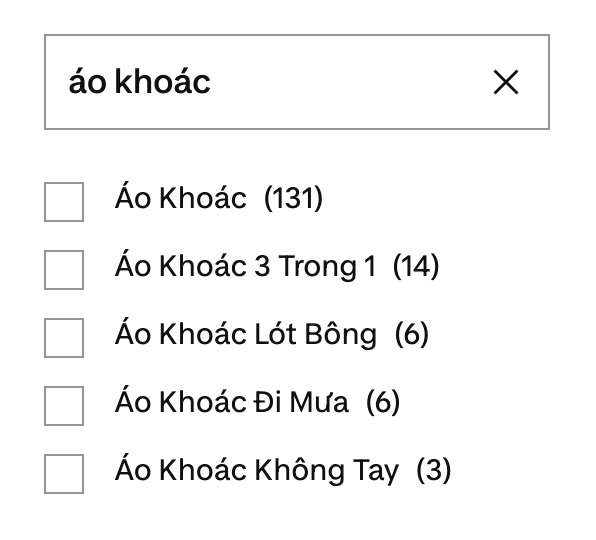 áo khoác
Áo Khoác (131)
Áo Khoác 3 Trong 1 (14)
Áo Khoác Lót Bông (6)
Áo Khoác Đi Mưa (6)
Áo Khoác Không Tay (3)